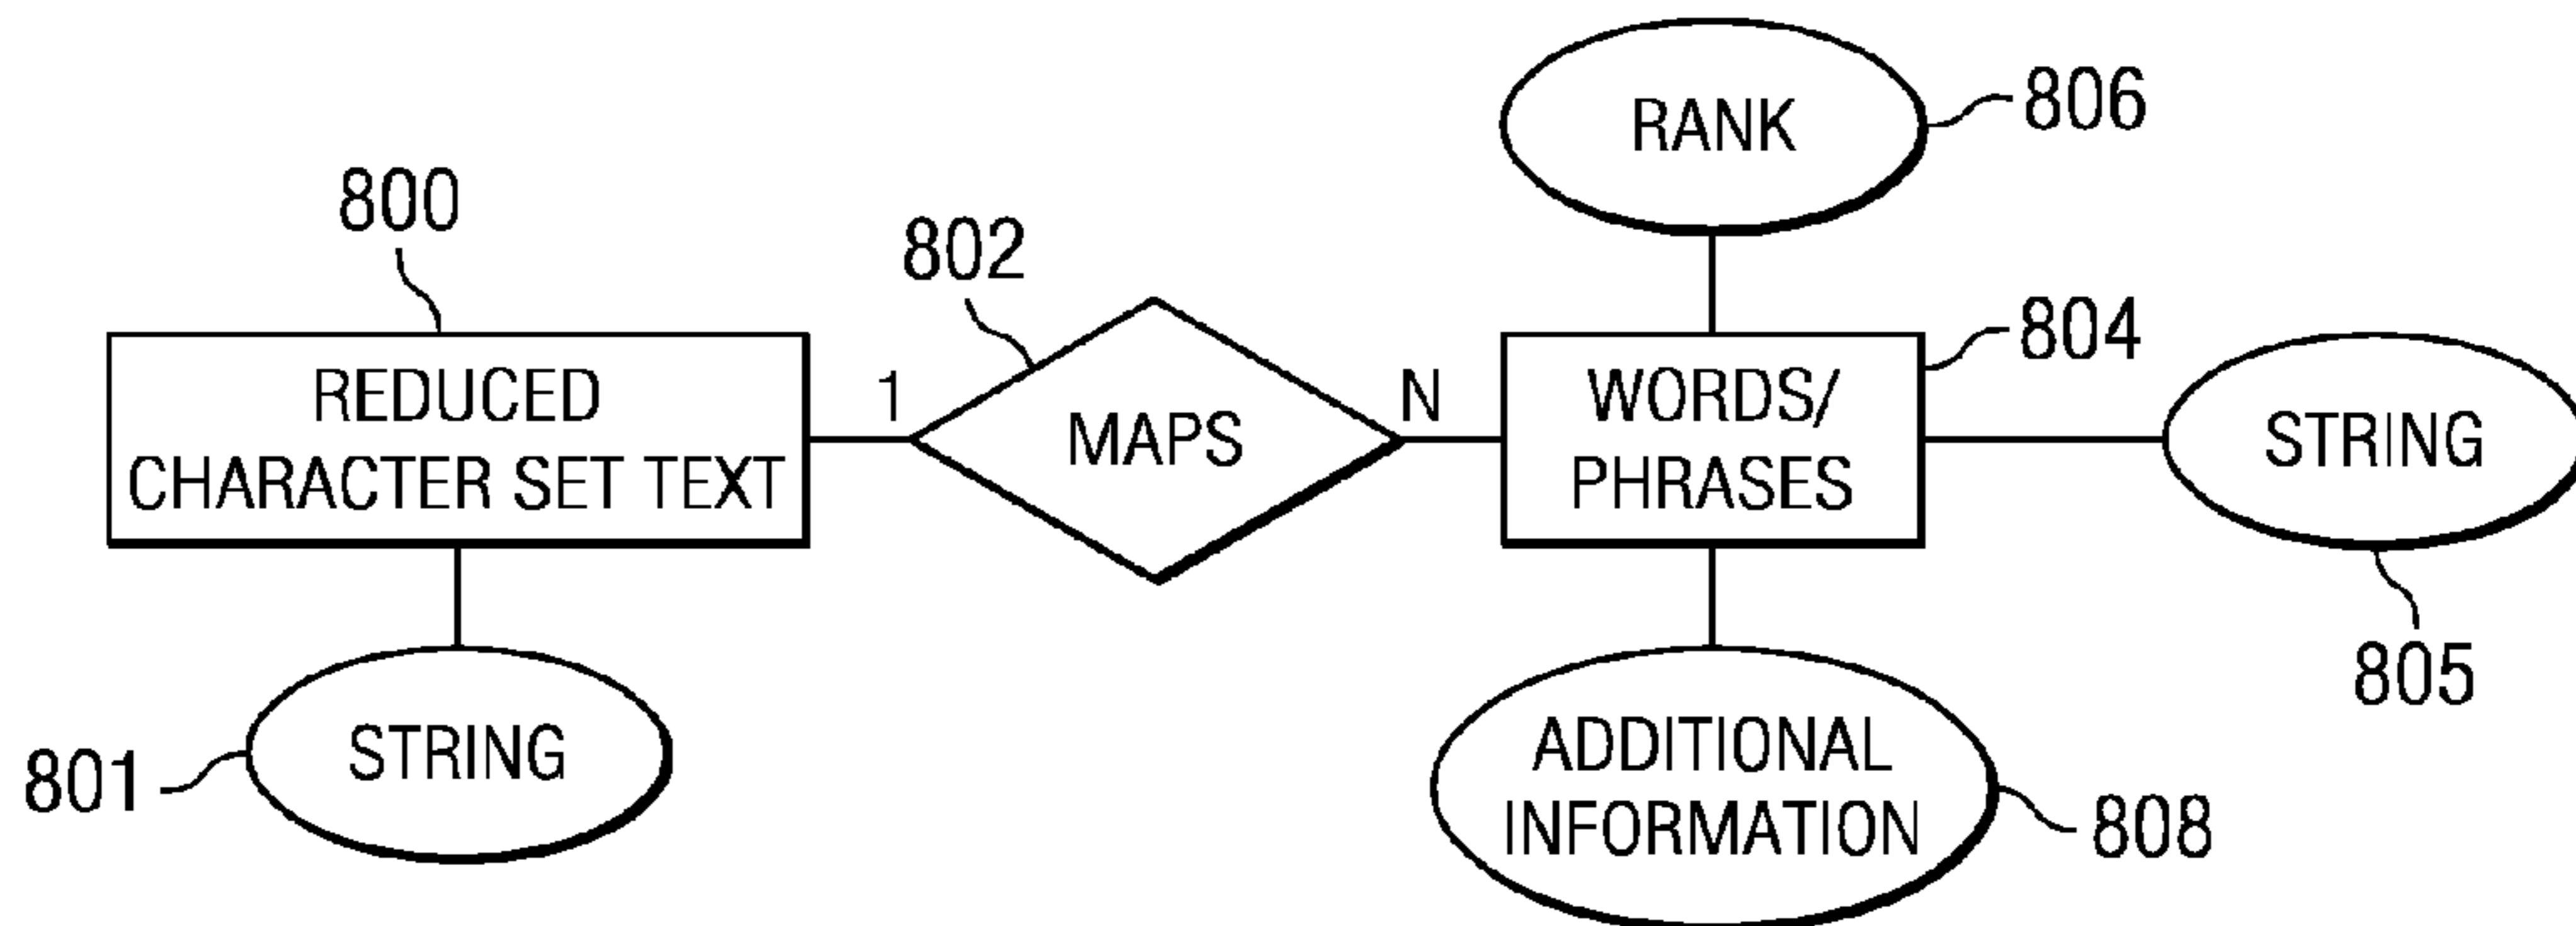 RANK
806
800
802
804
REDUCED
CHARACTER SET TEXT
1
MAPS
N
WORDS/
PHRASES
STRING
805
801
STRING
ADDITIONAL
INFORMATION
808